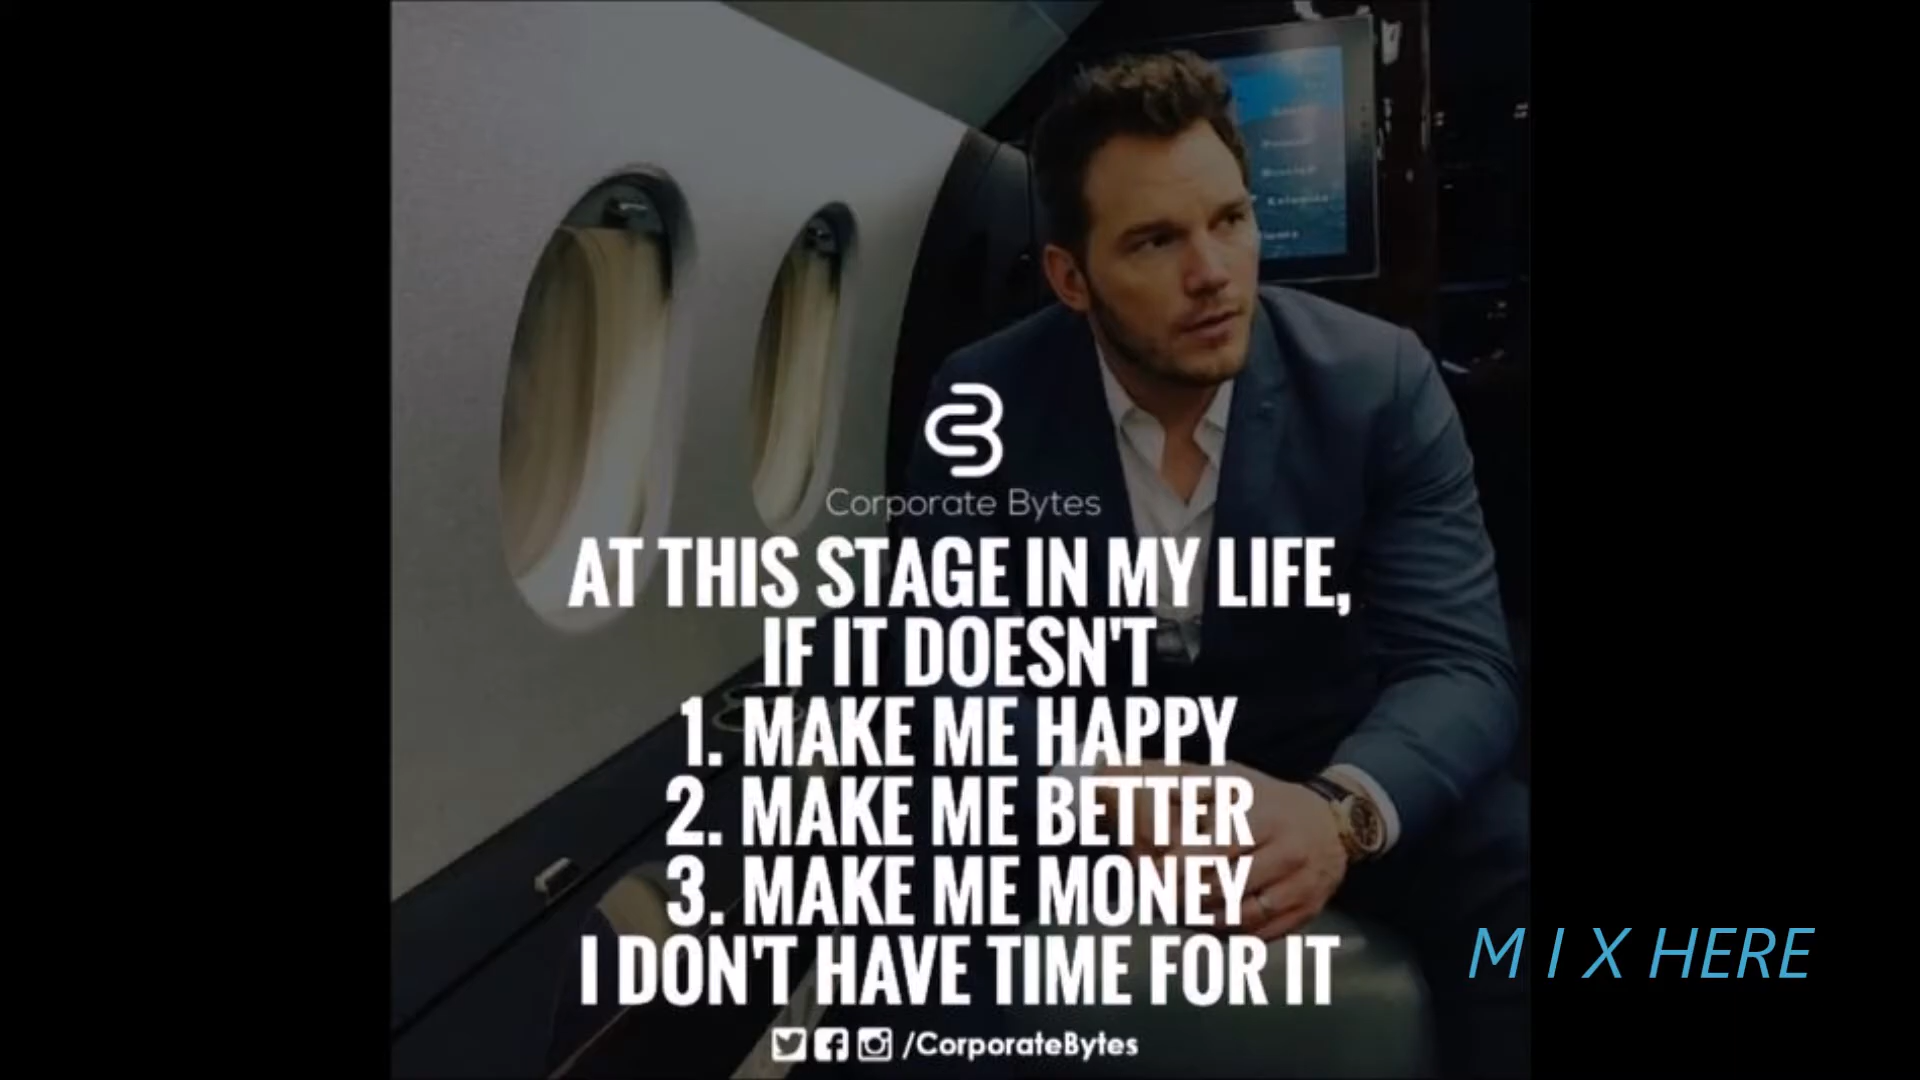 Corporate Bytes
AT THIS STAGE IN MY LIFE,
IF IT DOESN'T
1. MAKE ME HAPPY
2. MAKE ME BETTER
3. MAKE ME MONEY
I DON'T HAVE TIME FOR IT
M I X HERE
/CorporateBytes